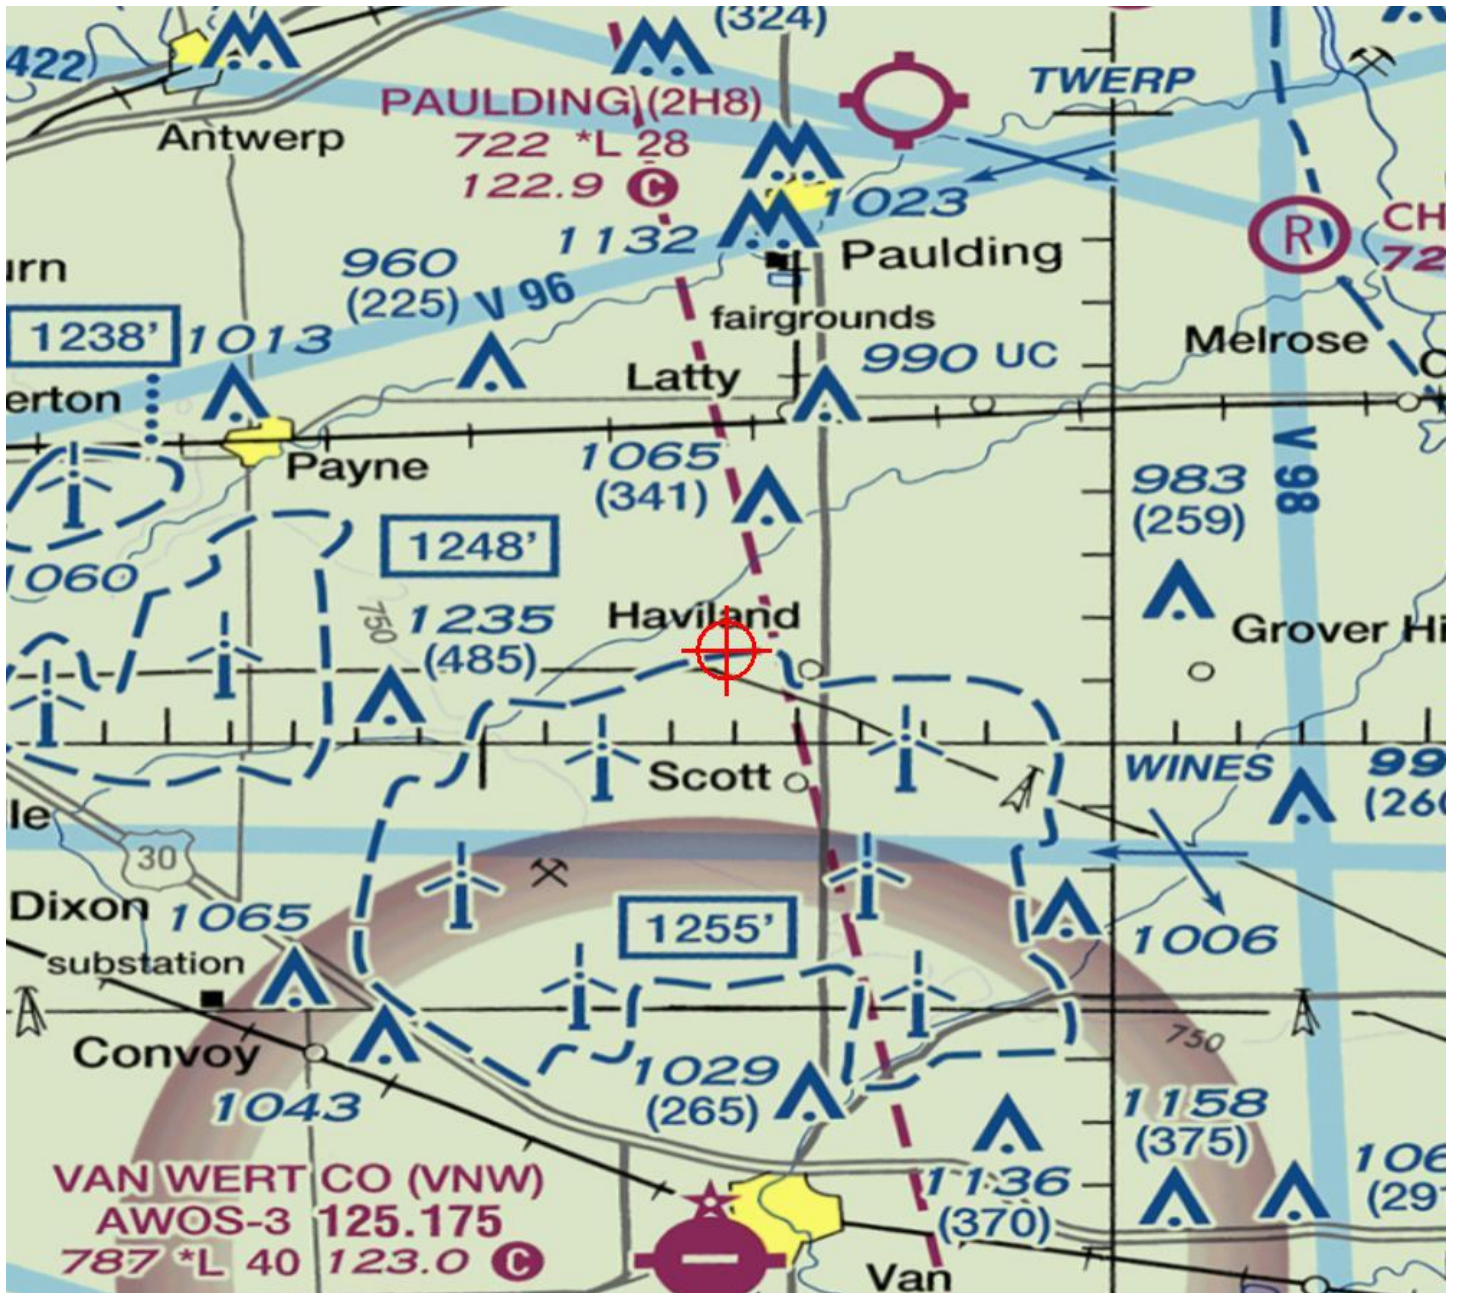 (324)
422
TWERP
PAULDING (2H8)
722 *L 28
122.9 C
Antwerp
1023
1132
Paulding
R
CH
72
urn
960
(225)
V 96
fairgrounds
1238'
1013
Melrose
Latty
990 UC
erton
Payne
1065
(341)
V 98
983
(259)
1248'
1060
750
1235
(485)
Haviland
Grover Hi
Scott
WINES
99
(266
le
30
Dixon
1065
1255'
1006
substation
Convoy
1043
1029
(265)
750
1158
(375)
VAN WERT CO (VNW)
AWOS-3 125.175
787 *L 40 123.0 C
1136
(370)
106
(29
Van